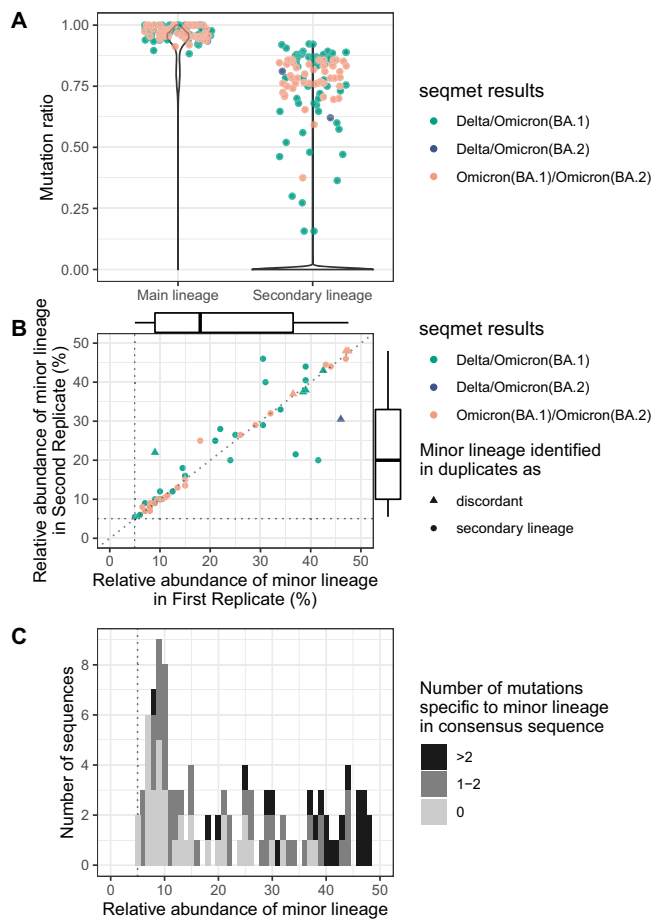 A
Mutation ratio
1.00
0.75
0.50
0.25
0.00
Main lineage
Secondary lineage
seqmet results
Delta/Omicron(BA.1)
Delta/Omicron(BA.2)
Omicron(BA.1)/Omicron(BA.2)
B
Relative abundance of minor lineage
in Second Replicate (%)
50
40
30
20
10
0
0 10 20 30 40 50
Relative abundance of minor lineage
in First Replicate (%)
seqmet results
Delta/Omicron(BA.1)
Delta/Omicron(BA.2)
Omicron(BA.1)/Omicron(BA.2)
Minor lineage identified
in duplicates as
discordant
secondary lineage
C
Number of sequences
8
6
4
2
0
0 10 20 30 40 50
Relative abundance of minor lineage
Number of mutations
specific to minor lineage
in consensus sequence
>2
1−2
0